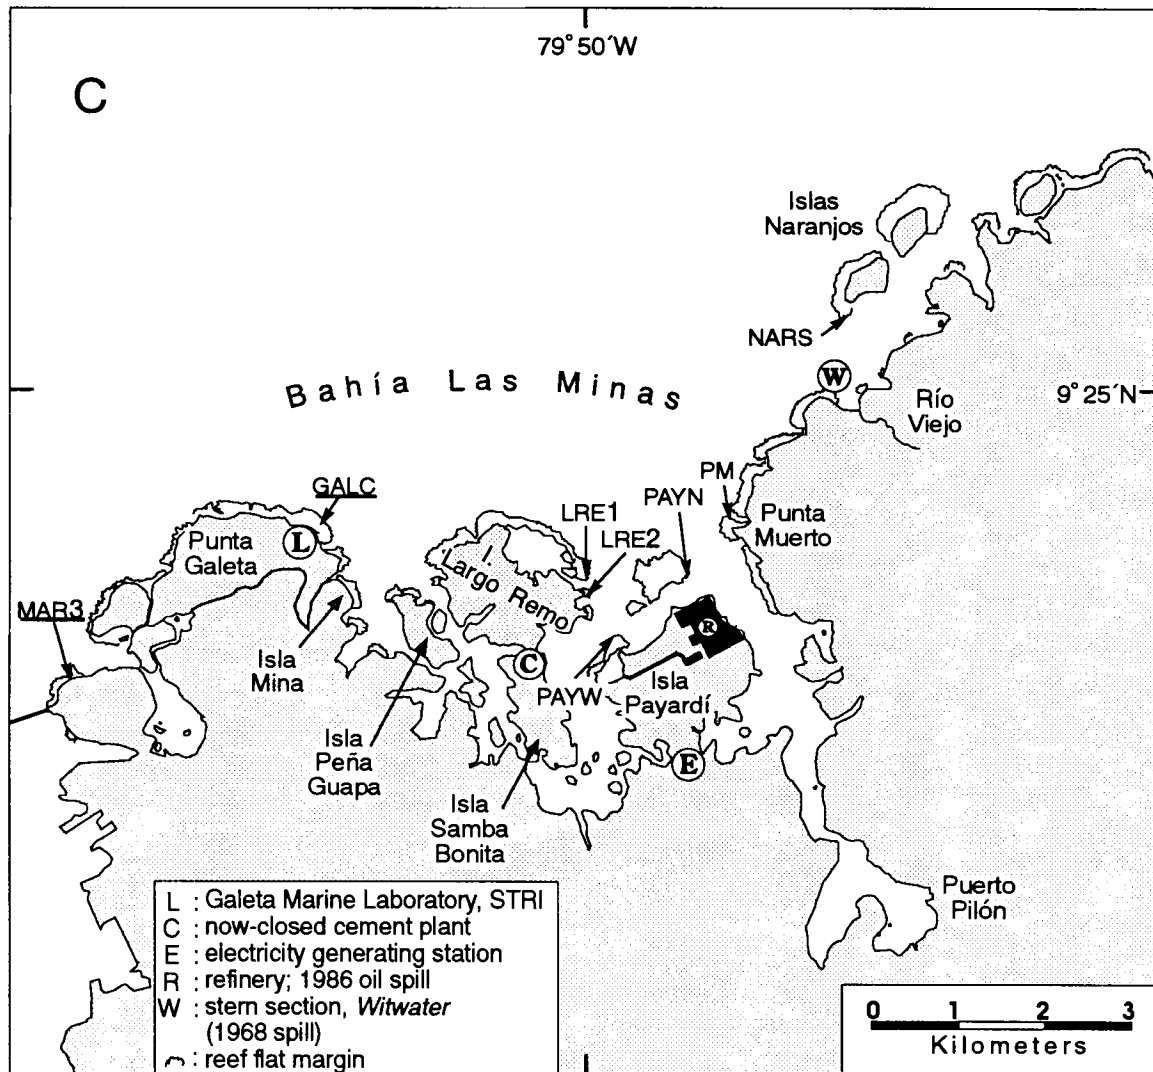 79°50´W
C
Islas
Naranjos
NARS
W
Bahía Las Minas
9°25´N
Río
Viejo
PM
GALC
PAYN
LRE1
LRE2
Punta
Muerto
Punta
Galeta
L
I.
Largo Remo
MAR3
R
Isla
Mina
C
PAYW
Isla
Payardí
Isla
Peña
Guapa
E
Isla
Samba
Bonita
Puerto
Pilón
L : Galeta Marine Laboratory, STRI
C : now-closed cement plant
E : electricity generating station
R : refinery; 1986 oil spill
W : stern section, Witwater
(1968 spill)
: reef flat margin
0 1 2 3
Kilometers